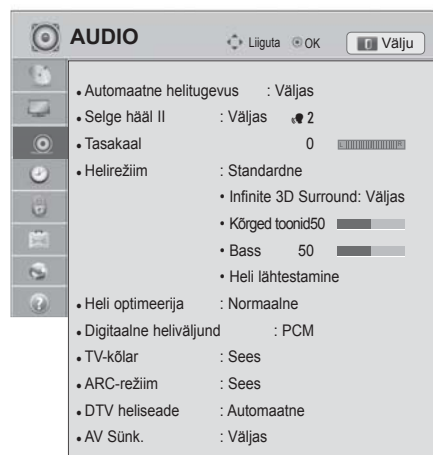 AUDIO Liiguta OK Välju
• Automaatne helitugevus : Väljas
• Selge hääl II : Väljas 2
• Tasakaal 0 L R
• Helirežiim : Standardne
• Infinite 3D Surround: Väljas
• Kõrged toonid50
• Bass 50
• Heli lähtestamine
• Heli optimeerija : Normaalne
• Digitaalne heliväljund : PCM
• TV-kõlar : Sees
• ARC-režiim : Sees
• DTV heliseade : Automaatne
• AV Sünk. : Väljas